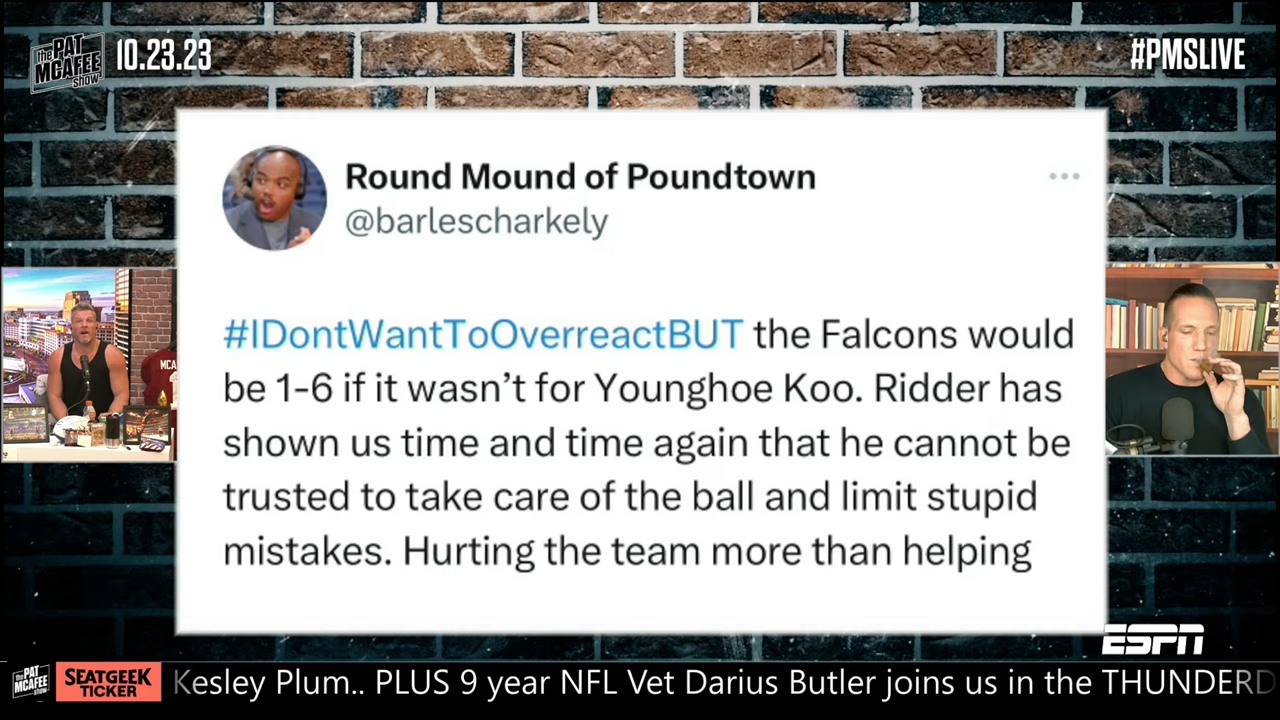 the PAT MCAFEE show
10.23.23
#PMSLIVE
Round Mound of Poundtown
@barlescharkely
#IDontWantToOverreactBUT the Falcons would
be 1-6 if it wasn't for Younghoe Koo. Ridder has
shown us time and time again that he cannot be
trusted to take care of the ball and limit stupid
mistakes. Hurting the team more than helping
MCA
ESPN
the PAT MCAFEE show
SEATGEEK
TICKER
Kesley Plum.. PLUS 9 year NFL Vet Darius Butler joins us in the THUNDERD